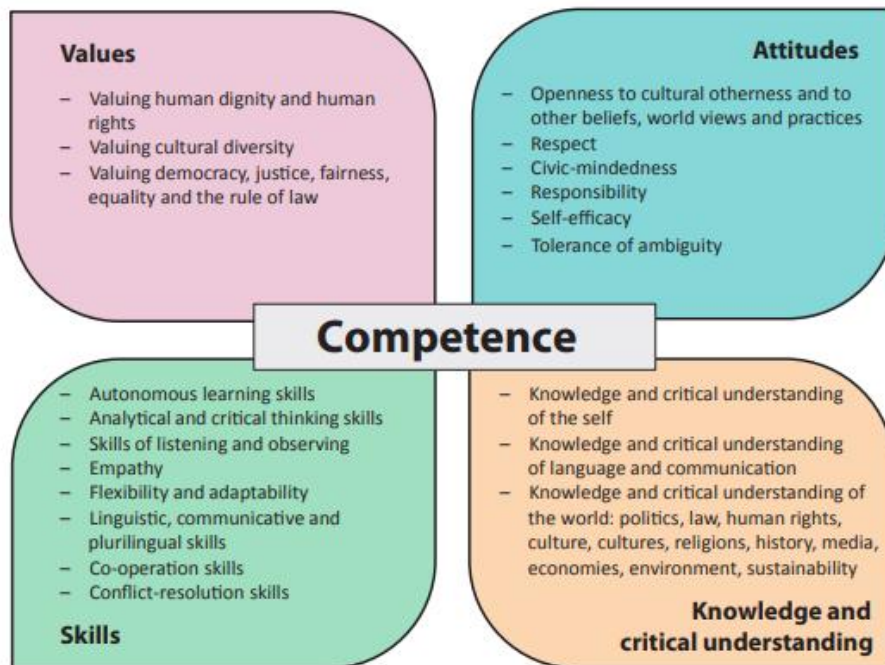 Values
– Valuing human dignity and human
rights
– Valuing cultural diversity
– Valuing democracy, justice, fairness,
equality and the rule of law
Attitudes
– Openness to cultural otherness and to
other beliefs, world views and practices
– Respect
– Civic-mindedness
– Responsibility
– Self-efficacy
– Tolerance of ambiguity
Competence
– Autonomous learning skills
– Analytical and critical thinking skills
– Skills of listening and observing
– Empathy
– Flexibility and adaptability
– Linguistic, communicative and
plurilingual skills
– Co-operation skills
– Conflict-resolution skills
Skills
– Knowledge and critical understanding
of the self
– Knowledge and critical understanding
of language and communication
– Knowledge and critical understanding of
the world: politics, law, human rights,
culture, cultures, religions, history, media,
economies, environment, sustainability
Knowledge and
critical understanding